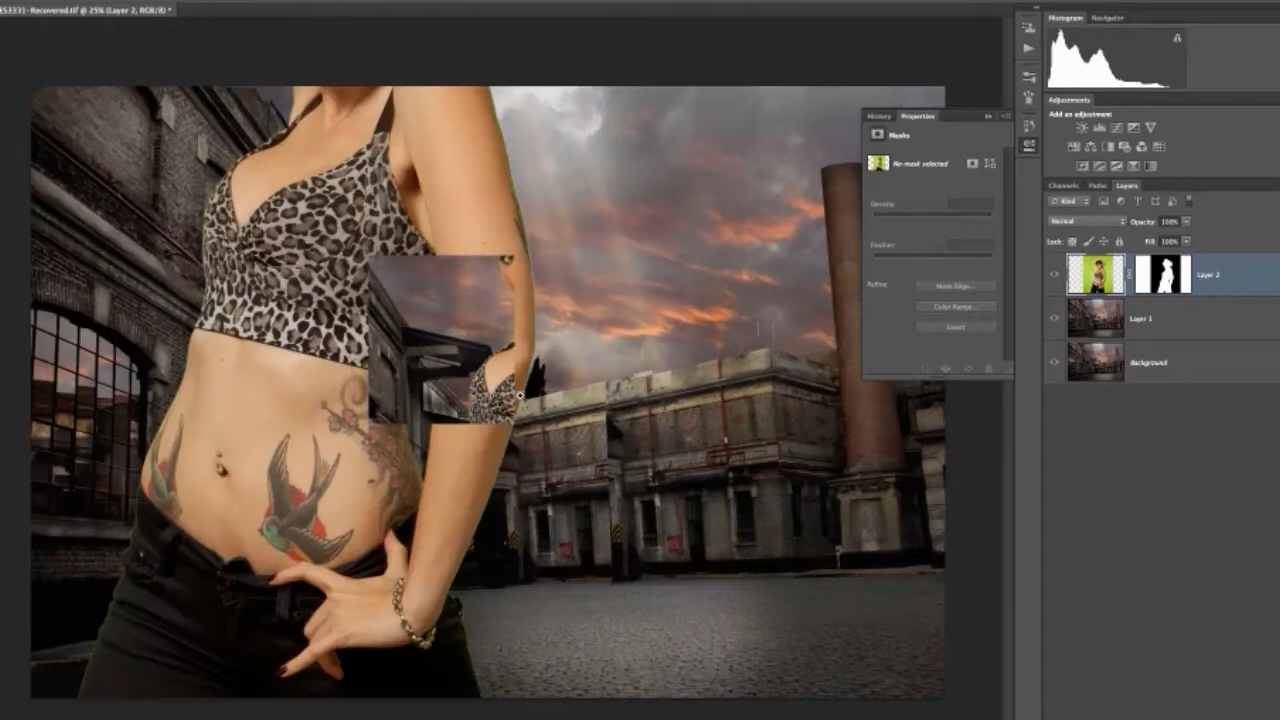 ES3331-Recovered.tif @ 25% (Layer 2, RGB/8) *
Histogram Navigator
Adjustments
Add an adjustment
History Properties
Masks
No mask selected
Density:
Feather:
Refine:
Mask Edge...
Color Range...
Invert
Channels Paths Layers
Kind
Normal Opacity: 100%
Lock: Fill: 100%
Layer 2
Layer 1
Background